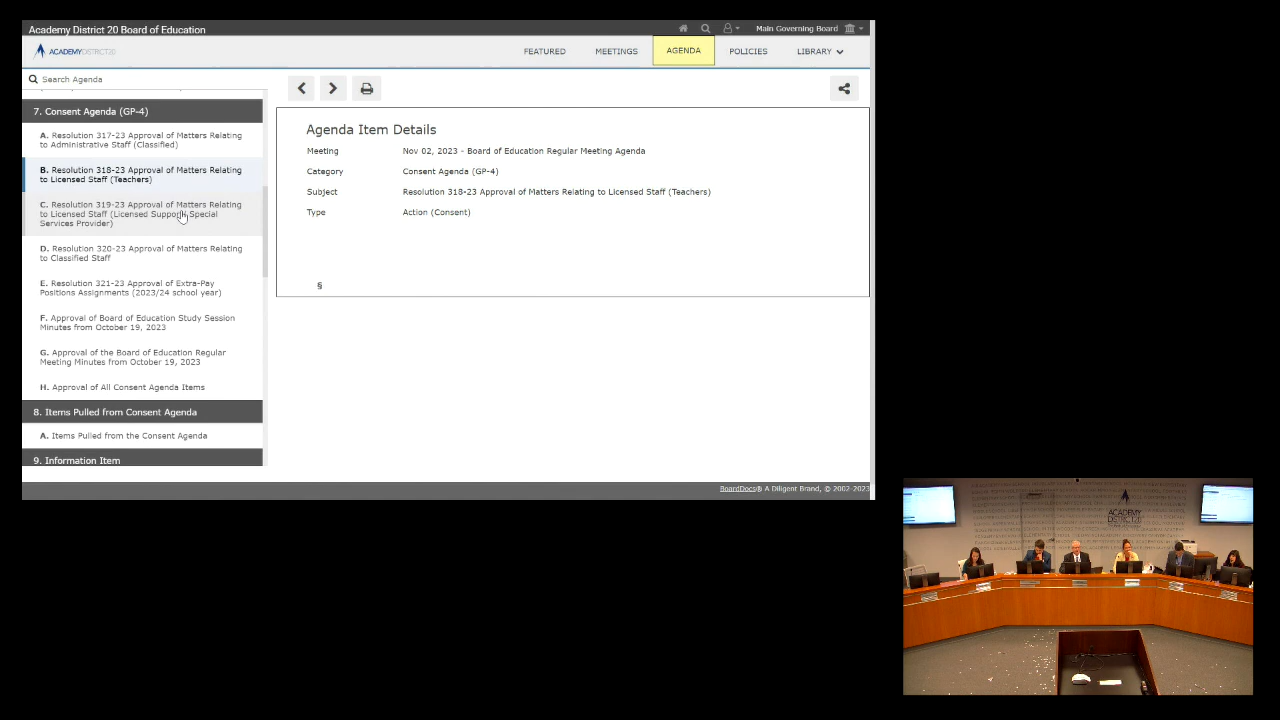 Academy District 20 Board of Education
Main Governing Board
ACADEMYDISTRICT20
FEATURED
MEETINGS
AGENDA
POLICIES
LIBRARY
Search Agenda
7. Consent Agenda (GP-4)
A. Resolution 317-23 Approval of Matters Relating
to Administrative Staff (Classified)
B. Resolution 318-23 Approval of Matters Relating
to Licensed Staff (Teachers)
C. Resolution 319-23 Approval of Matters Relating
to Licensed Staff (Licensed Support/Special
Services Provider)
D. Resolution 320-23 Approval of Matters Relating
to Classified Staff
E. Resolution 321-23 Approval of Extra-Pay
Positions Assignments (2023/24 school year)
F. Approval of Board of Education Study Session
Minutes from October 19, 2023
G. Approval of the Board of Education Regular
Meeting Minutes from October 19, 2023
H. Approval of All Consent Agenda Items
8. Items Pulled from Consent Agenda
A. Items Pulled from the Consent Agenda
9. Information Item
Agenda Item Details
Meeting Nov 02, 2023 - Board of Education Regular Meeting Agenda
Category Consent Agenda (GP-4)
Subject Resolution 318-23 Approval of Matters Relating to Licensed Staff (Teachers)
Type Action (Consent)
§
BoardDocs® A Diligent Brand, © 2002-2023
ACADEMY
DISTRICT20